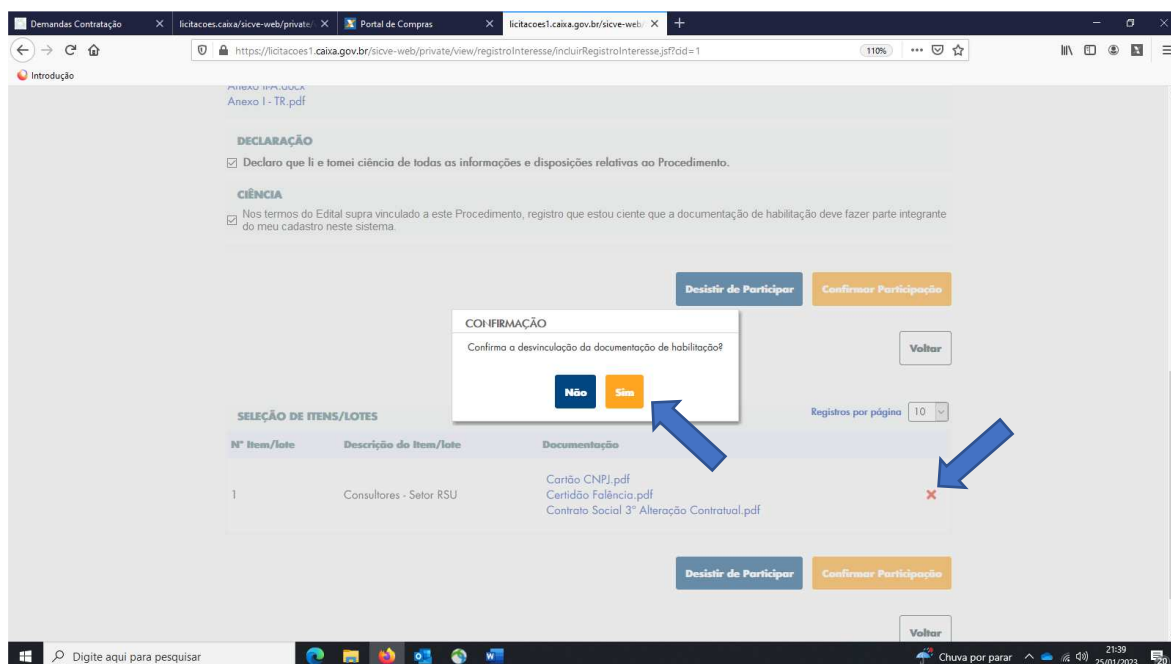 Demandas Contratação
licitacoes.caixa/sicve-web/private/
Portal de Compras
licitacoes1.caixa.gov.br/sicve-web/
https://licitacoes1.caixa.gov.br/sicve-web/private/view/registroInteresse/incluirRegistroInteresse.jsf?cid=1
110%
Introdução
Anexo II-A.docx
Anexo I - TR.pdf
DECLARAÇÃO
Declaro que li e tomei ciência de todas as informações e disposições relativas ao Procedimento.
CIÊNCIA
Nos termos do Edital supra vinculado a este Procedimento, registro que estou ciente que a documentação de habilitação deve fazer parte integrante
do meu cadastro neste sistema.
Desistir de Participar
Confirmar Participação
CONFIRMAÇÃO
Confirma a desvinculação da documentação de habilitação?
Voltar
Não
Sim
SELEÇÃO DE ITENS/LOTES
Registros por página 10
N° Item/lote
Descrição do Item/lote
Documentação
1
Consultores - Setor RSU
Cartão CNPJ.pdf
Certidão Falência.pdf
Contrato Social 3° Alteração Contratual.pdf
Desistir de Participar
Confirmar Participação
Voltar
Digite aqui para pesquisar
Chuva por parar
21:39
25/01/2023